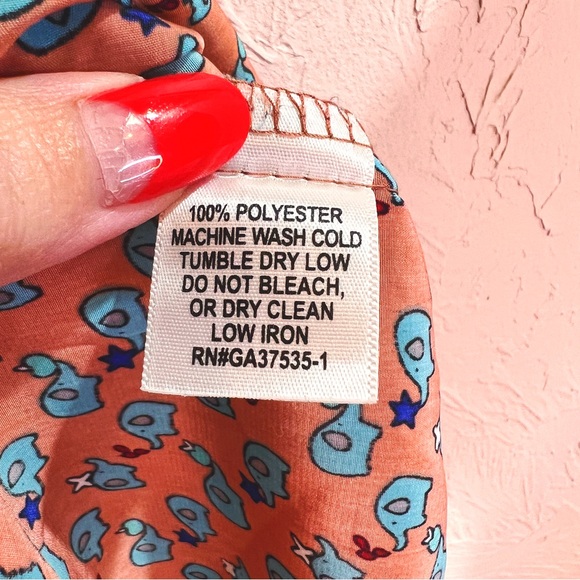 100% POLYESTER
MACHINE WASH COLD
TUMBLE DRY LOW
DO NOT BLEACH,
OR DRY CLEAN
LOW IRON
RN#GA37535-1